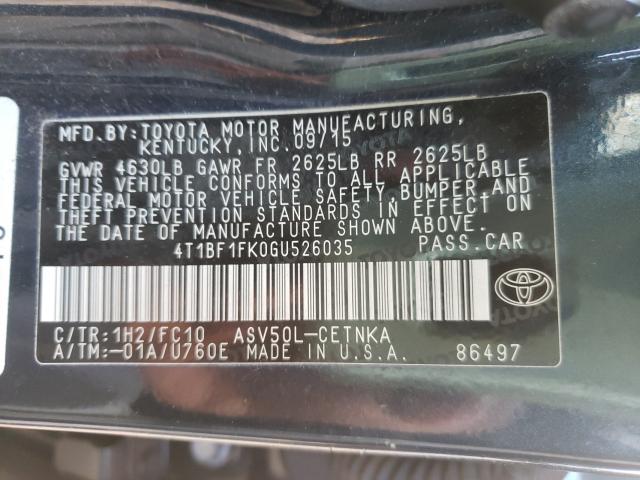 MFD. BY: TOYOTA MOTOR MANUFACTURING,
KENTUCKY, INC. 09/15
GVWR 4630LB GAWR FR 2625LB RR 2625LB
THIS VEHICLE CONFORMS TO ALL APPLICABLE
FEDERAL MOTOR VEHICLE SAFETY, BUMPER, AND
THEFT PREVENTION STANDARDS IN EFFECT ON
THE DATE OF MANUFACTURE SHOWN ABOVE.
4T1BF1FK0GU526035 PASS. CAR
C/TR: 1H2/FC10 ASV50L-CETNKA
A/TM: -01A/U760E MADE IN U.S.A. 86497